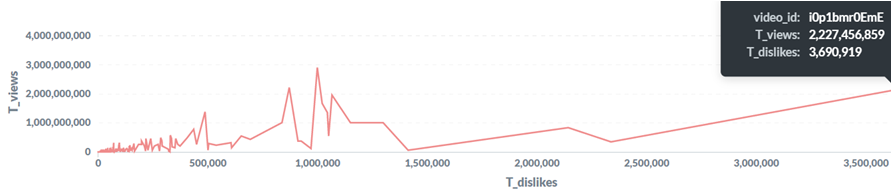 video_id: i0p1bmr0EmE
T_views: 2,227,456,859
T_dislikes: 3,690,919
4,000,000,000
3,000,000,000
2,000,000,000
1,000,000,000
0
T_views
0 500,000 1,000,000 1,500,000 2,000,000 2,500,000 3,000,000 3,500,000
T_dislikes